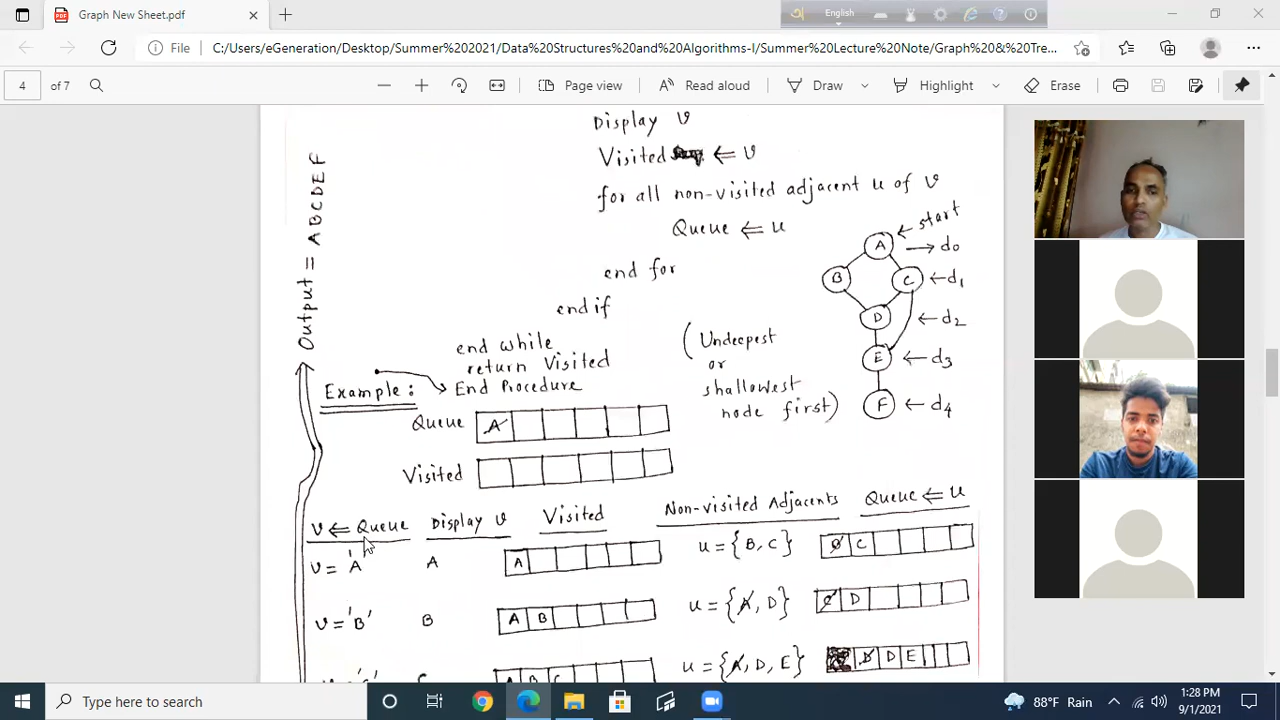 Graph New Sheet.pdf
English
File
C:/Users/eGeneration/Desktop/Summer%202021/Data%20Structures%20and%20Algorithms-I/Summer%20Lecture%20Note/Graph%20&%20Tre...
4 of 7
Page view
Read aloud
Draw
Highlight
Erase
Display v
Visited ⇐ v
for all non-visited adjacent u of v
Queue ⇐ u
end for
end if
end while
return Visited
End Procedure
Output = ABCDEF
A ← start
→ d0
B
C ← d1
D ← d2
E ← d3
F ← d4
(Undeepest
or
shallowest
node first)
Example:
Queue A
Visited
v ⇐ Queue Display v Visited Non-visited Adjacents Queue ⇐ u
v = 'A' A A u = {B, C} B C
v = 'B' B A B u = {A, D} C D
u = {A, D, E} D D E
Type here to search
88°F Rain
1:28 PM
9/1/2021